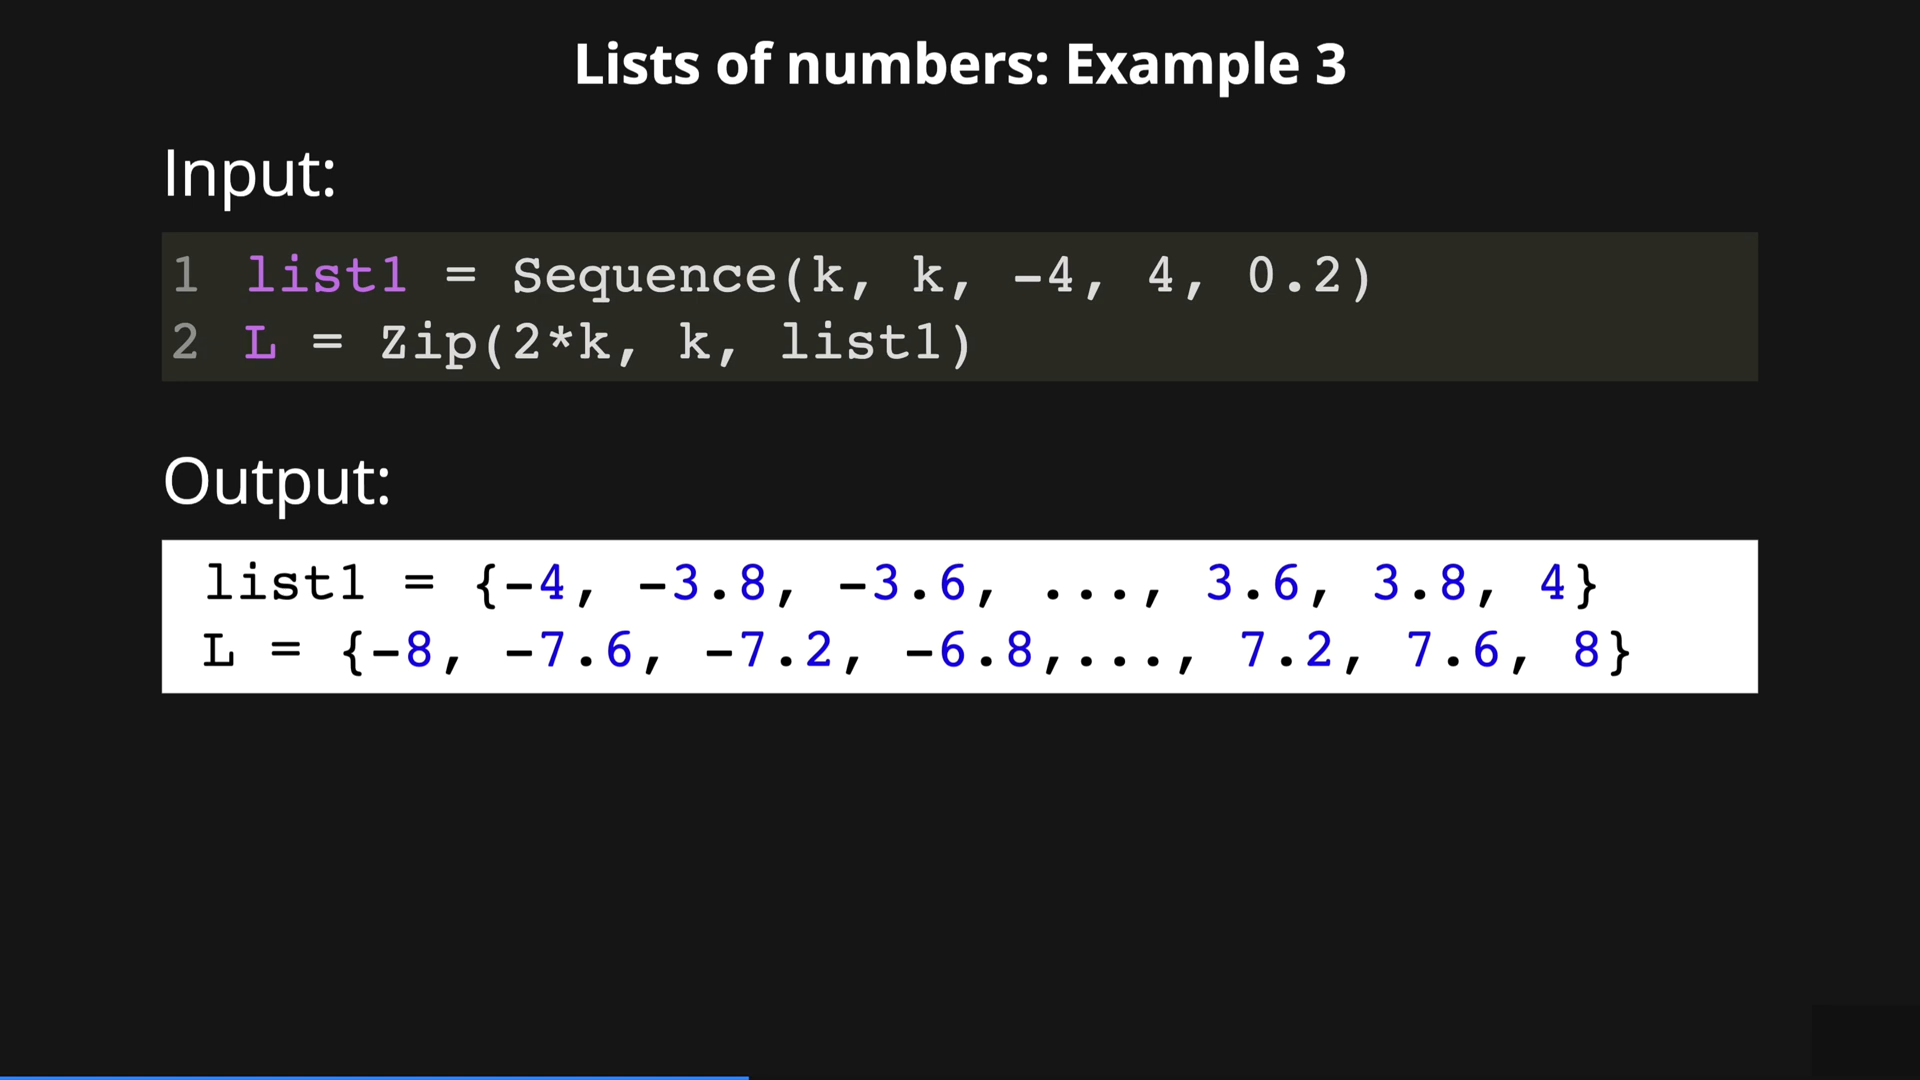 Lists of numbers: Example 3
Input:
1 list1 = Sequence(k, k, -4, 4, 0.2)
2 L = Zip(2*k, k, list1)
Output:
list1 = {-4, -3.8, -3.6, ..., 3.6, 3.8, 4}
L = {-8, -7.6, -7.2, -6.8,..., 7.2, 7.6, 8}